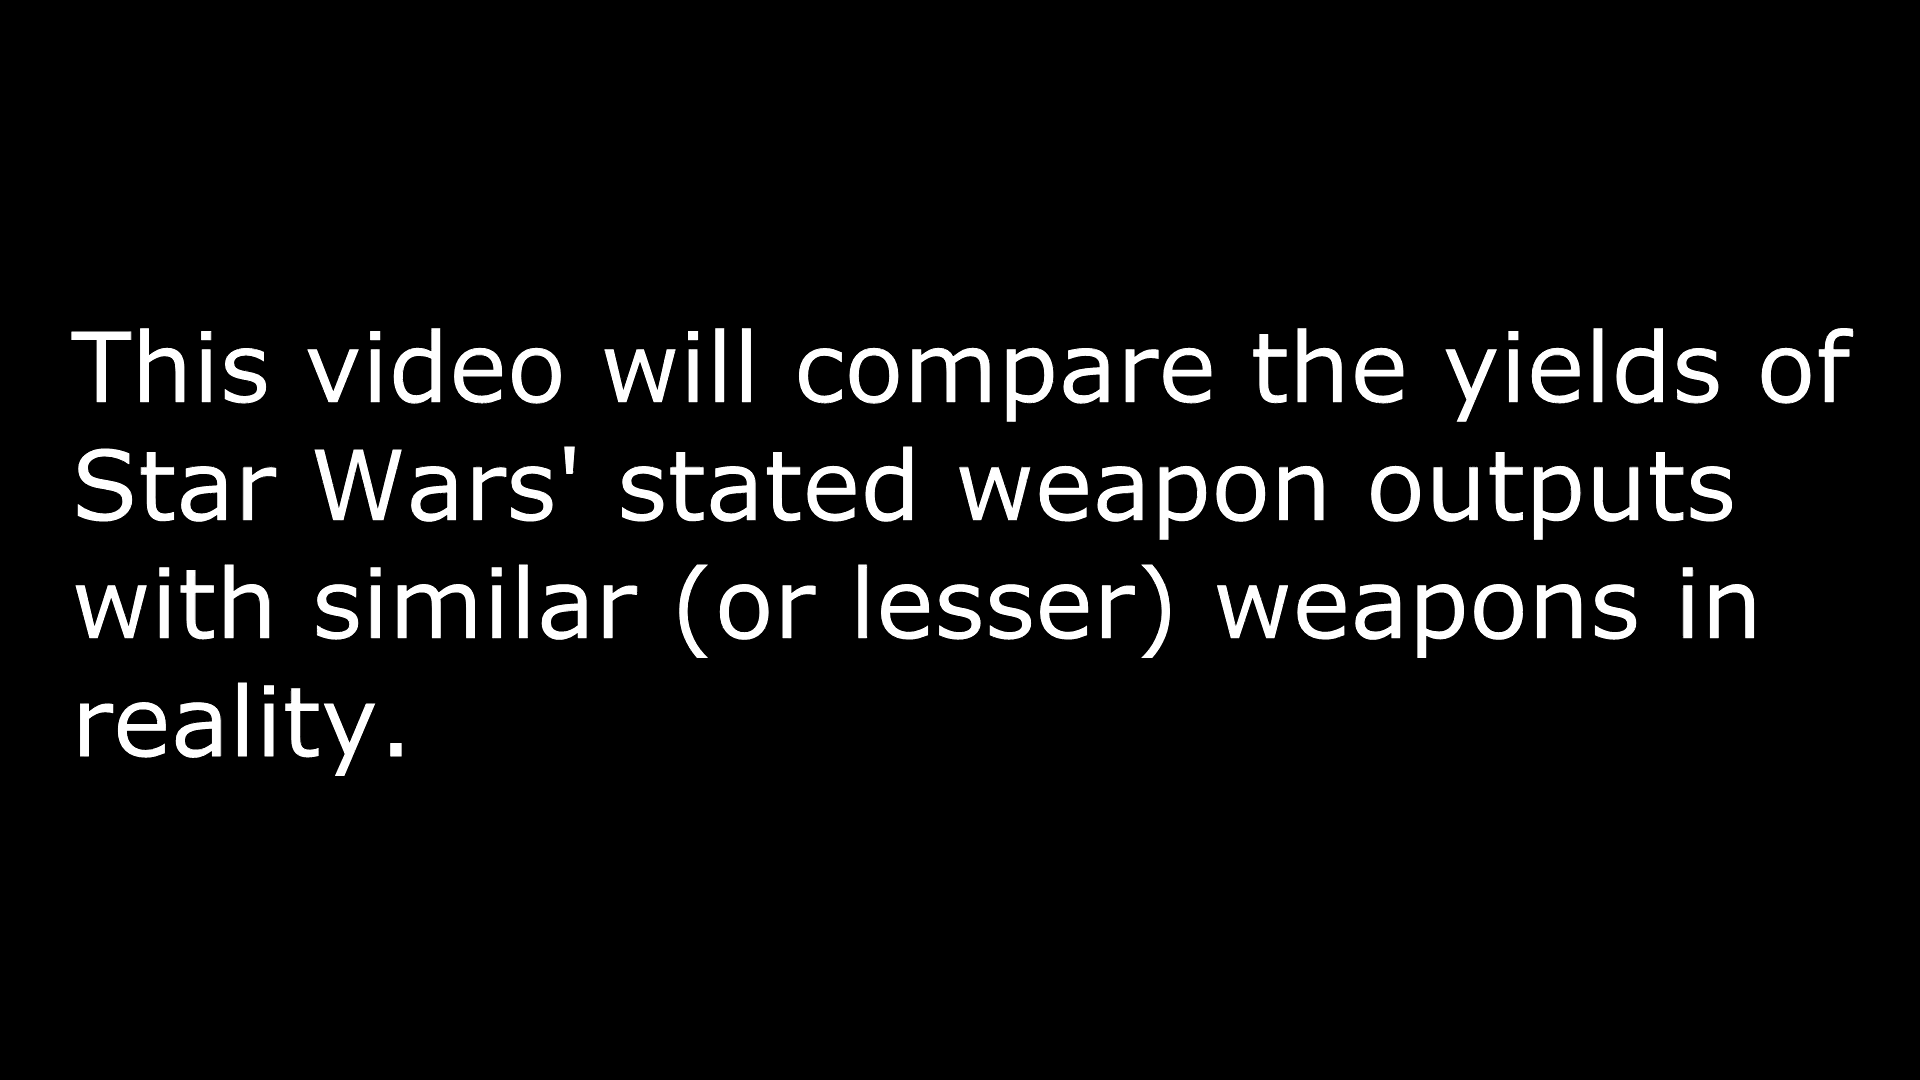 This video will compare the yields of
Star Wars' stated weapon outputs
with similar (or lesser) weapons in
reality.